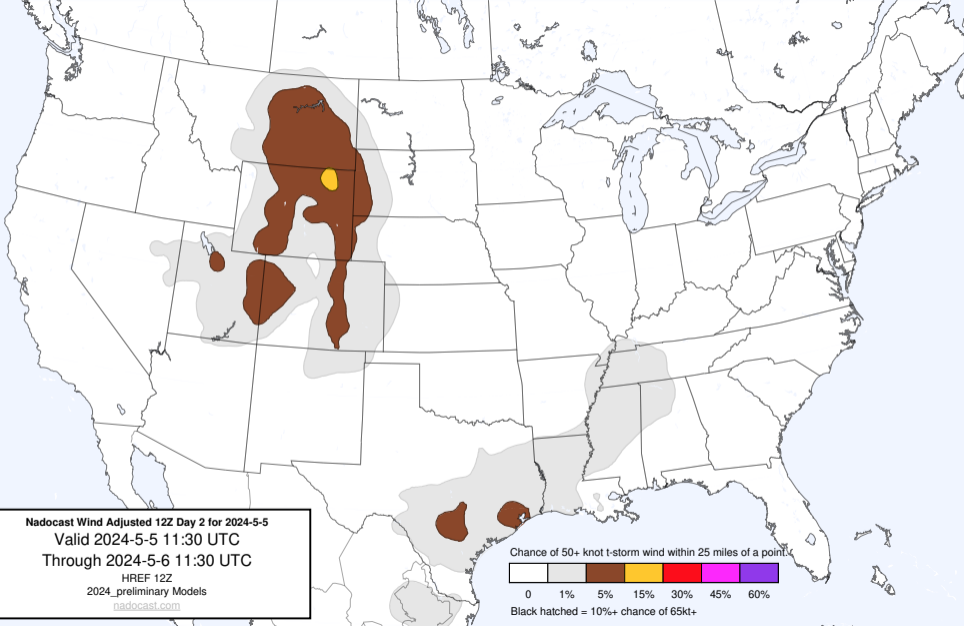 Nadocast Wind Adjusted 12Z Day 2 for 2024-5-5
Valid 2024-5-5 11:30 UTC
Through 2024-5-6 11:30 UTC
HREF 12Z
2024_preliminary Models
nadocast.com
Chance of 50+ knot t-storm wind within 25 miles of a point.
0 1% 5% 15% 30% 45% 60%
Black hatched = 10%+ chance of 65kt+